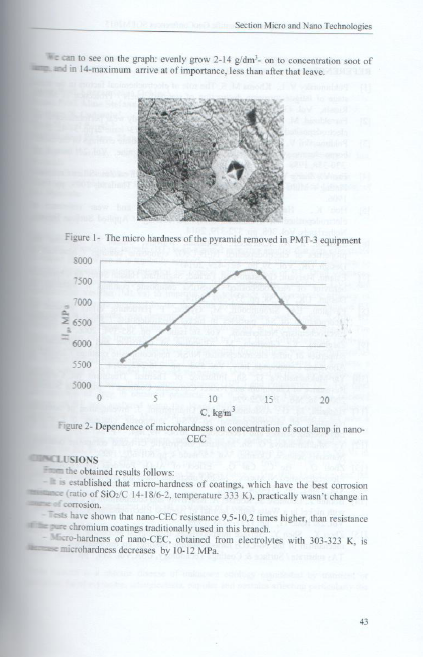 Section Micro and Nano Technologies
We can to see on the graph: evenly grow 2-14 g/dm³- on to concentration soot of
lamp, and in 14-maximum arrive at of importance, less than after that leave.
Figure 1- The micro hardness of the pyramid removed in PMT-3 equipment
8000
7500
7000
6500
6000
5500
5000
MPa
0 5 10 15 20
C, kg/m³
Figure 2- Dependence of microhardness on concentration of soot lamp in nano-
CEC
CONCLUSIONS
From the obtained results follows:
- It is established that micro-hardness of coatings, which have the best corrosion
(ratio of SiO₂/C 14-18/6-2, temperature 333 K), practically wasn't change in
of corrosion.
- Tests have shown that nano-CEC resistance 9,5-10,2 times higher, than resistance
of the pure chromium coatings traditionally used in this branch.
- Micro-hardness of nano-CEC, obtained from electrolytes with 303-323 K, is
microhardness decreases by 10-12 MPa.
43